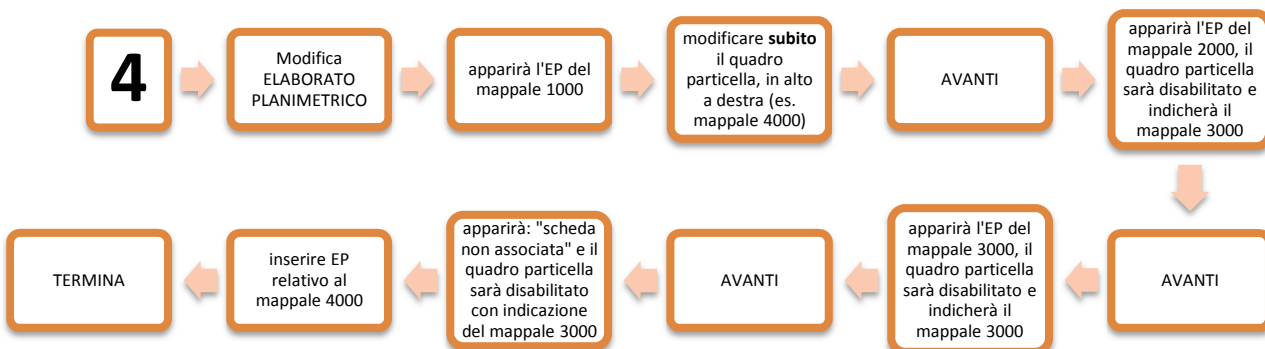 4
Modifica
ELABORATO
PLANIMETRICO
apparirà l'EP del
mappale 1000
modificare subito
il quadro
particella, in alto
a destra (es.
mappale 4000)
AVANTI
apparirà l'EP del
mappale 2000, il
quadro particella
sarà disabilitato e
indicherà il
mappale 3000
AVANTI
apparirà l'EP del
mappale 3000, il
quadro particella
sarà disabilitato e
indicherà il
mappale 3000
AVANTI
apparirà: "scheda
non associata" e il
quadro particella
sarà disabilitato
con indicazione
del mappale 3000
inserire EP
relativo al
mappale 4000
TERMINA